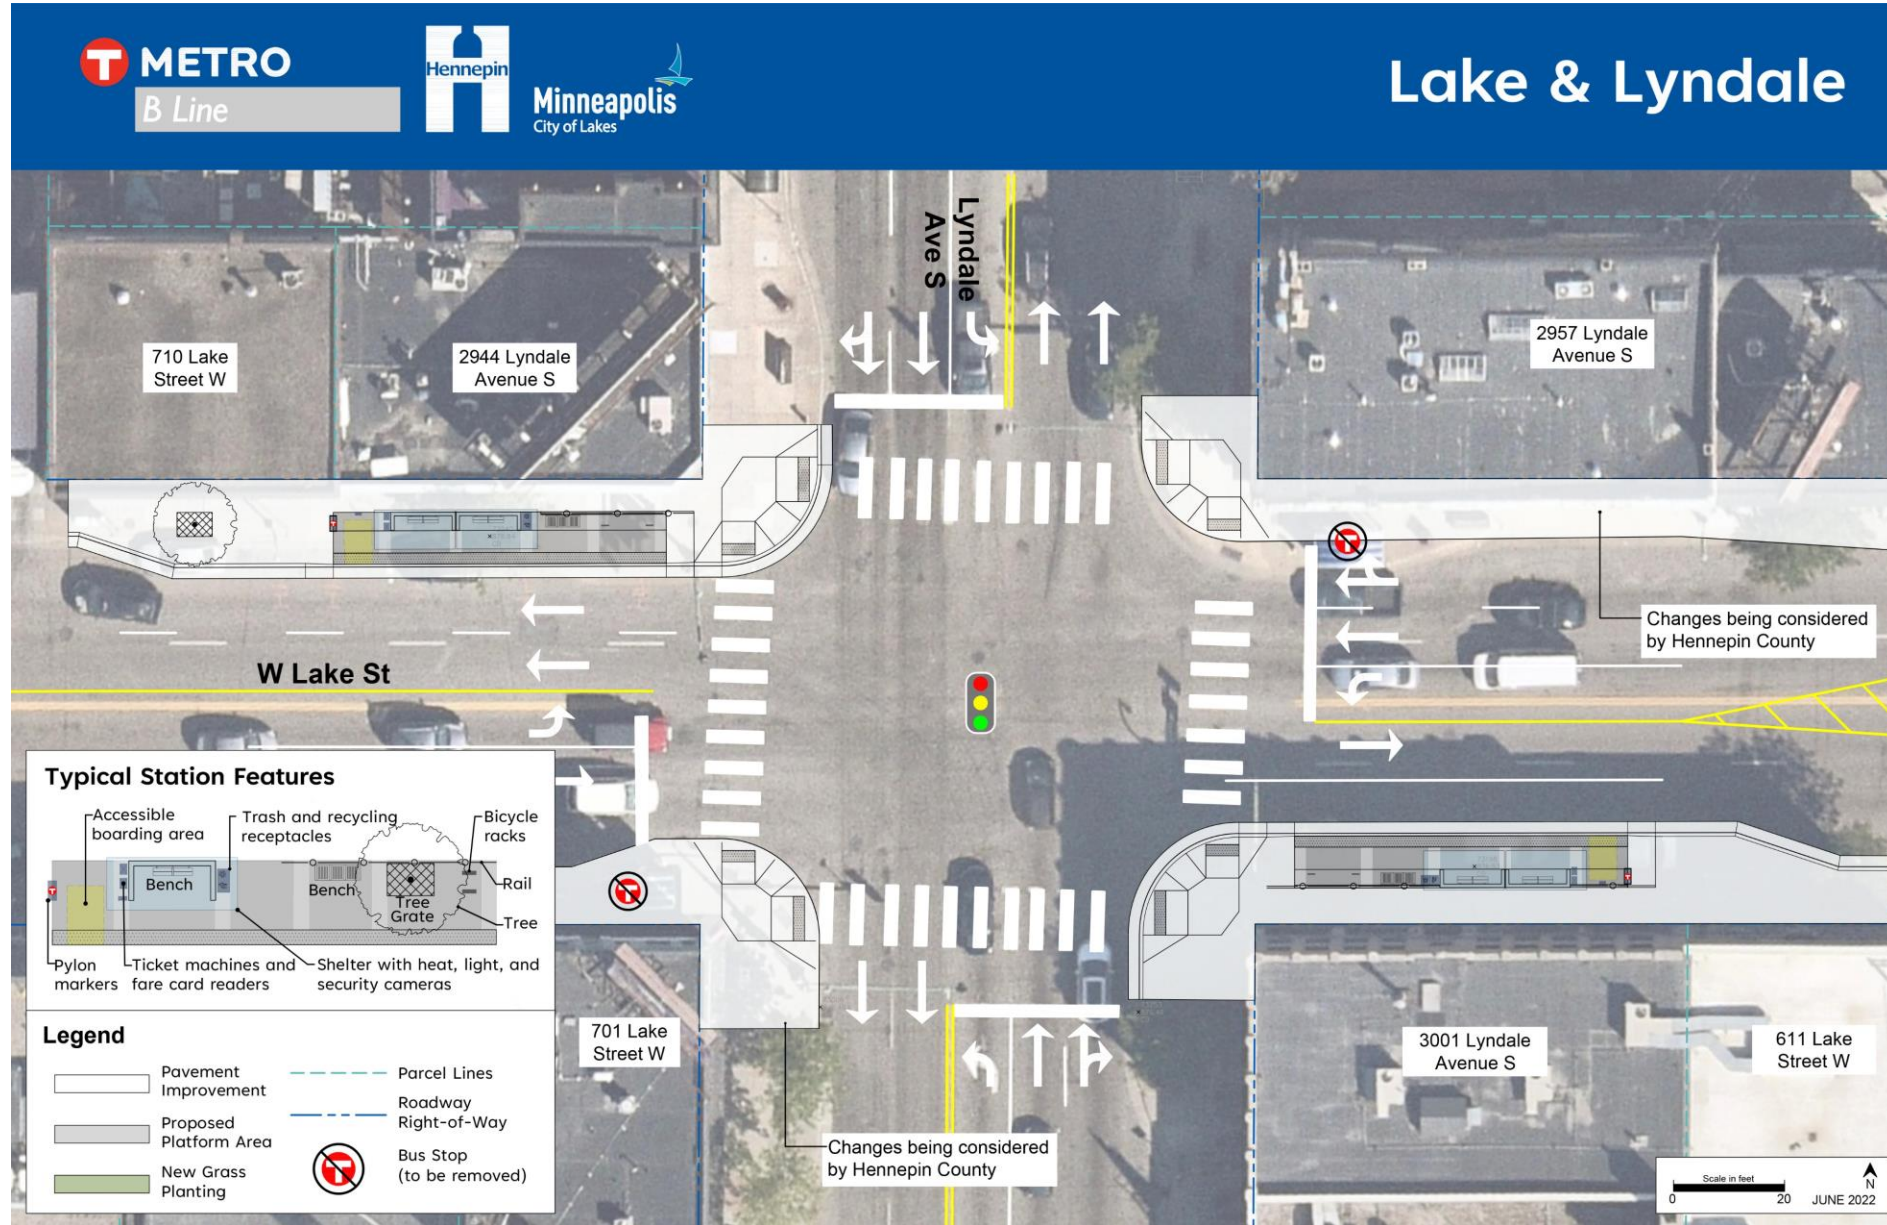 T METRO
B Line
Hennepin
Minneapolis
City of Lakes
Lake & Lyndale
Lyndale
Ave S
710 Lake
Street W
2944 Lyndale
Avenue S
2957 Lyndale
Avenue S
Changes being considered
by Hennepin County
W Lake St
Typical Station Features
Accessible
boarding area
Trash and recycling
receptacles
Bicycle
racks
Bench
Bench
Tree
Grate
Rail
Tree
Pylon
markers
Ticket machines and
fare card readers
Shelter with heat, light, and
security cameras
Legend
Pavement
Improvement
Proposed
Platform Area
New Grass
Planting
Parcel Lines
Roadway
Right-of-Way
Bus Stop
(to be removed)
701 Lake
Street W
Changes being considered
by Hennepin County
3001 Lyndale
Avenue S
611 Lake
Street W
Scale in feet
0 20
N
JUNE 2022